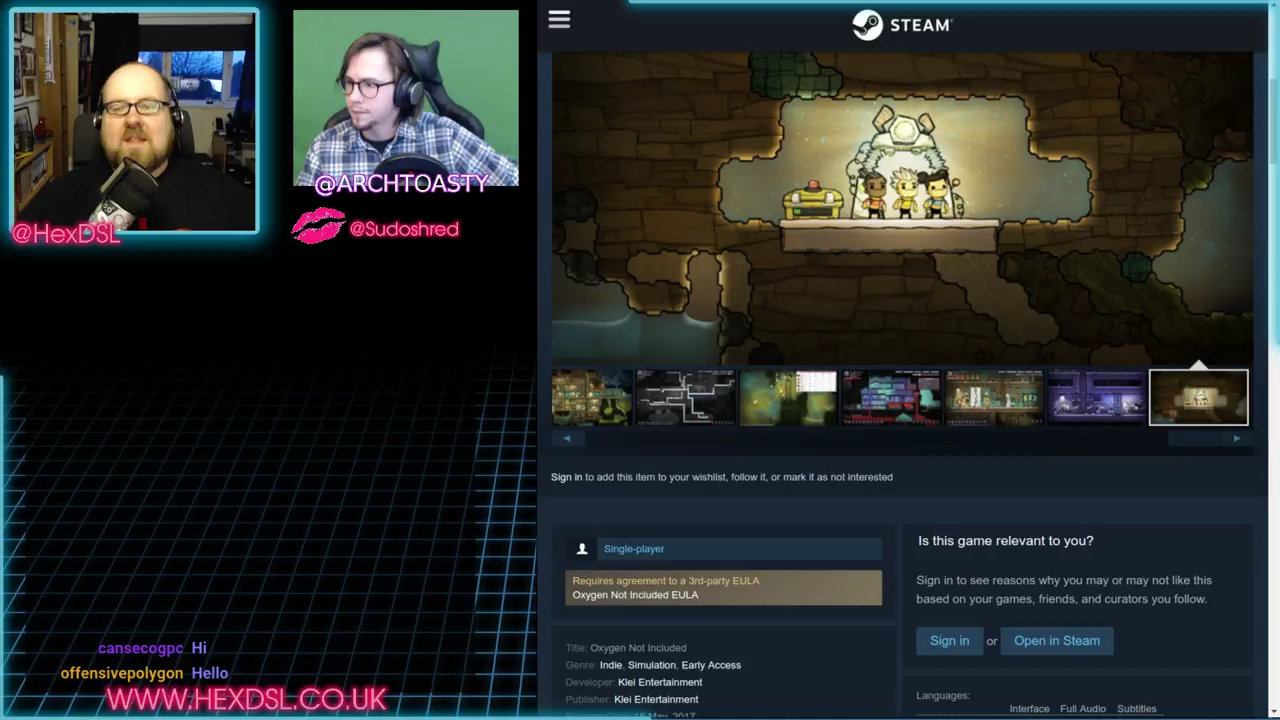 @HexDSL
@ARCHTOASTY
@Sudoshred
cansecogpc Hi
offensivepolygon Hello
WWW.HEXDSL.CO.UK
STEAM
Sign in to add this item to your wishlist, follow it, or mark it as not interested
Single-player
Requires agreement to a 3rd-party EULA
Oxygen Not Included EULA
Title: Oxygen Not Included
Genre: Indie, Simulation, Early Access
Developer: Klei Entertainment
Publisher: Klei Entertainment
18 May, 2017
Is this game relevant to you?
Sign in to see reasons why you may or may not like this
based on your games, friends, and curators you follow.
Sign in or Open in Steam
Languages:
Interface Full Audio Subtitles